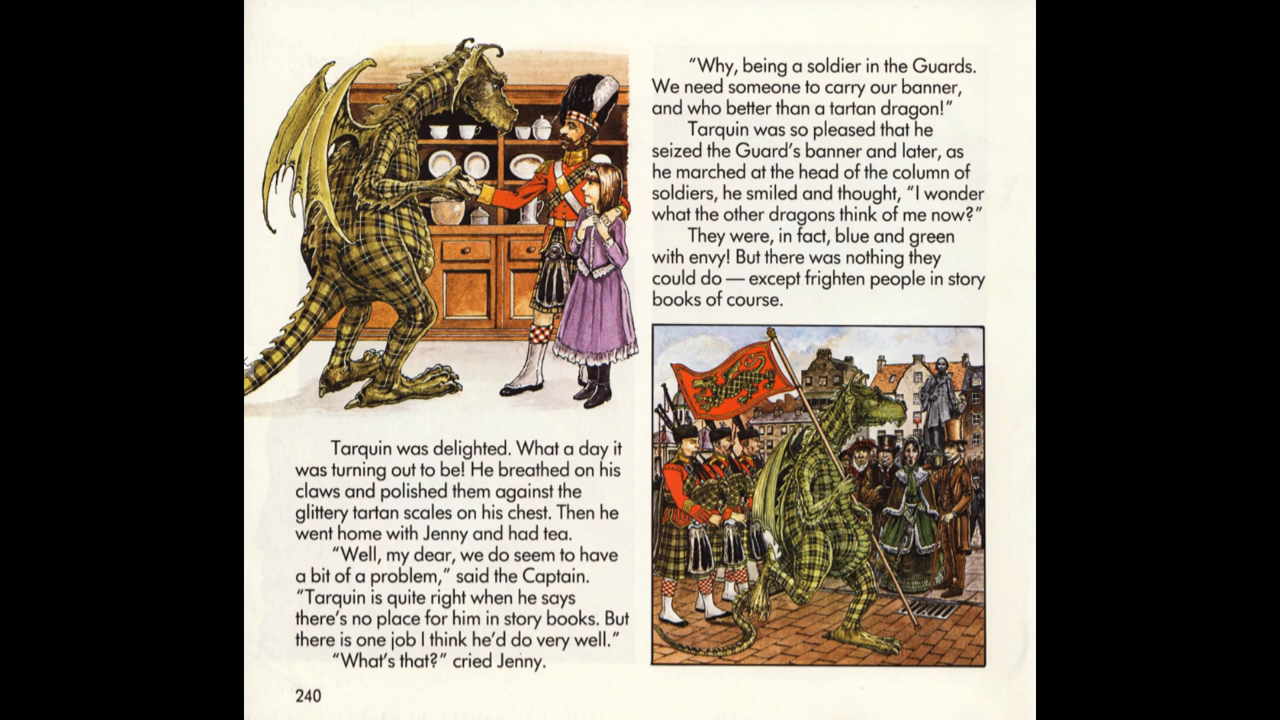 Tarquin was delighted. What a day it
was turning out to be! He breathed on his
claws and polished them against the
glittery tartan scales on his chest. Then he
went home with Jenny and had tea.
“Well, my dear, we do seem to have
a bit of a problem,” said the Captain.
“Tarquin is quite right when he says
there’s no place for him in story books. But
there is one job I think he’d do very well.”
“What’s that?” cried Jenny.
240
“Why, being a soldier in the Guards.
We need someone to carry our banner,
and who better than a tartan dragon!”
Tarquin was so pleased that he
seized the Guard’s banner and later, as
he marched at the head of the column of
soldiers, he smiled and thought, “I wonder
what the other dragons think of me now?”
They were, in fact, blue and green
with envy! But there was nothing they
could do — except frighten people in story
books of course.